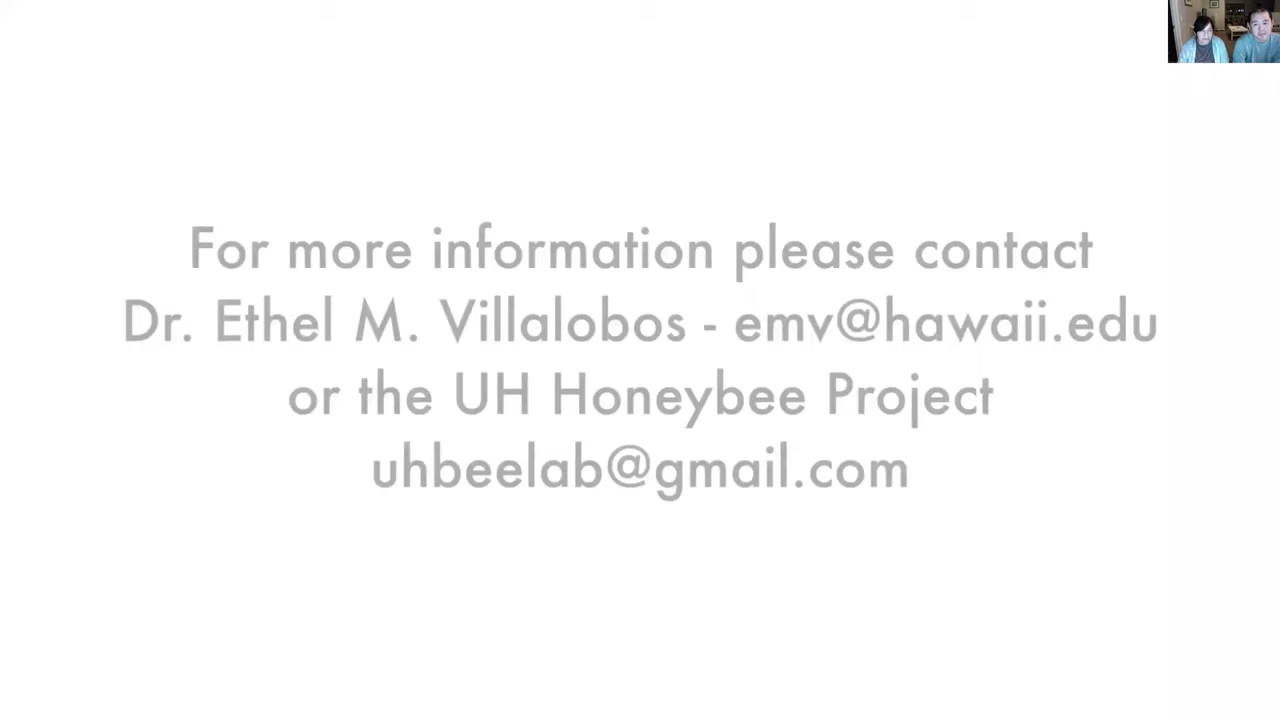 For more information please contact
Dr. Ethel M. Villalobos - emv@hawaii.edu
or the UH Honeybee Project
uhbeelab@gmail.com